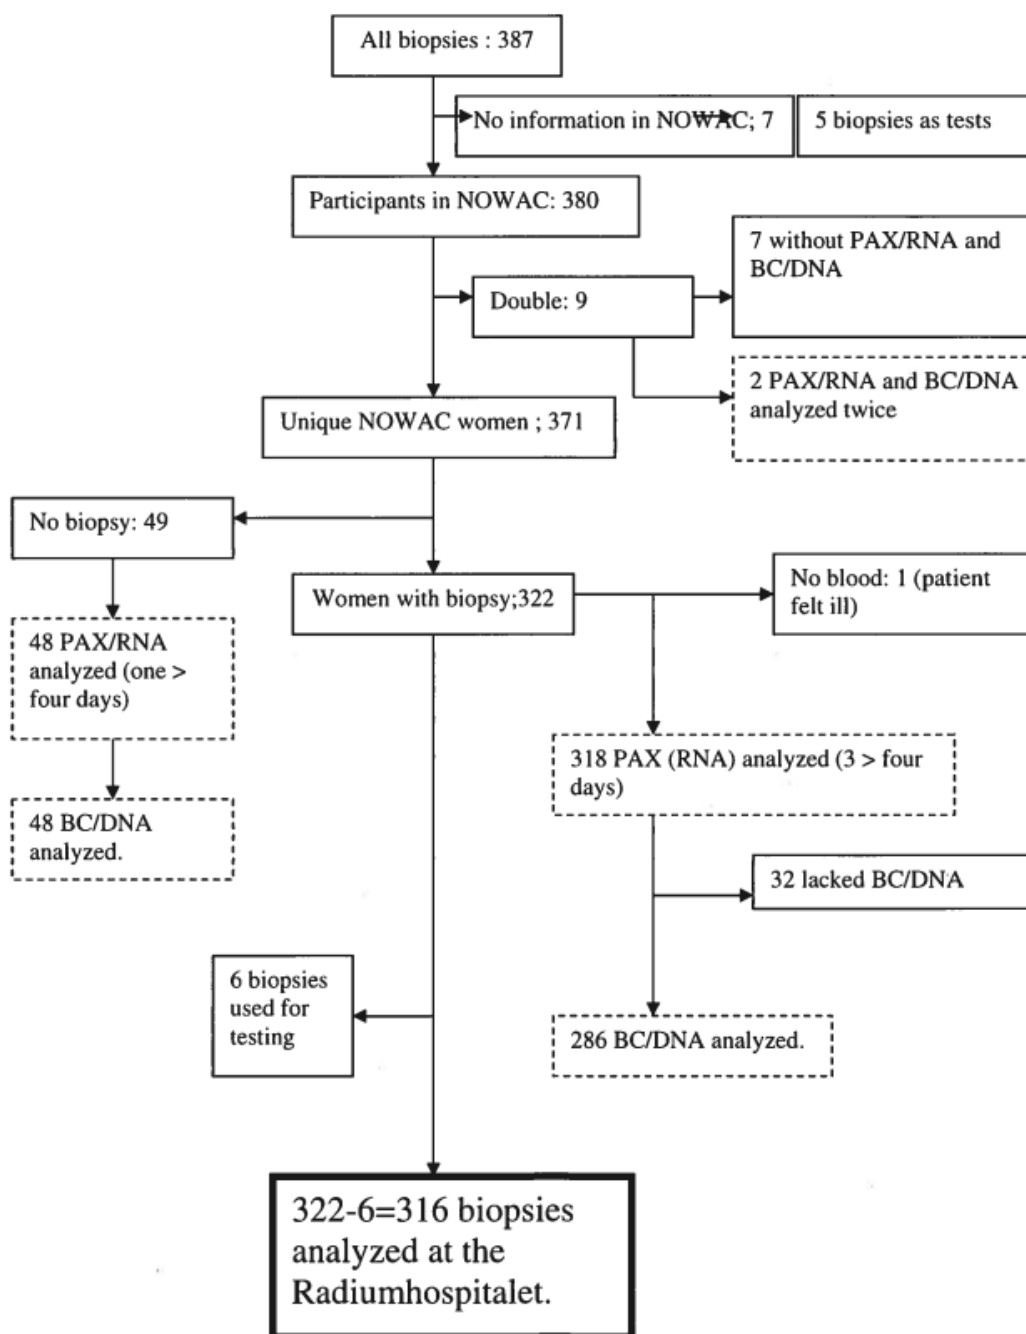 All biopsies : 387
No information in NOWAC; 7
5 biopsies as tests
Participants in NOWAC: 380
7 without PAX/RNA and
BC/DNA
Double: 9
2 PAX/RNA and BC/DNA
analyzed twice
Unique NOWAC women ; 371
No biopsy: 49
Women with biopsy;322
No blood: 1 (patient
felt ill)
48 PAX/RNA
analyzed (one >
four days)
318 PAX (RNA) analyzed (3 > four
days)
48 BC/DNA
analyzed.
32 lacked BC/DNA
6 biopsies
used for
testing
286 BC/DNA analyzed.
322-6=316 biopsies
analyzed at the
Radiumhospitalet.